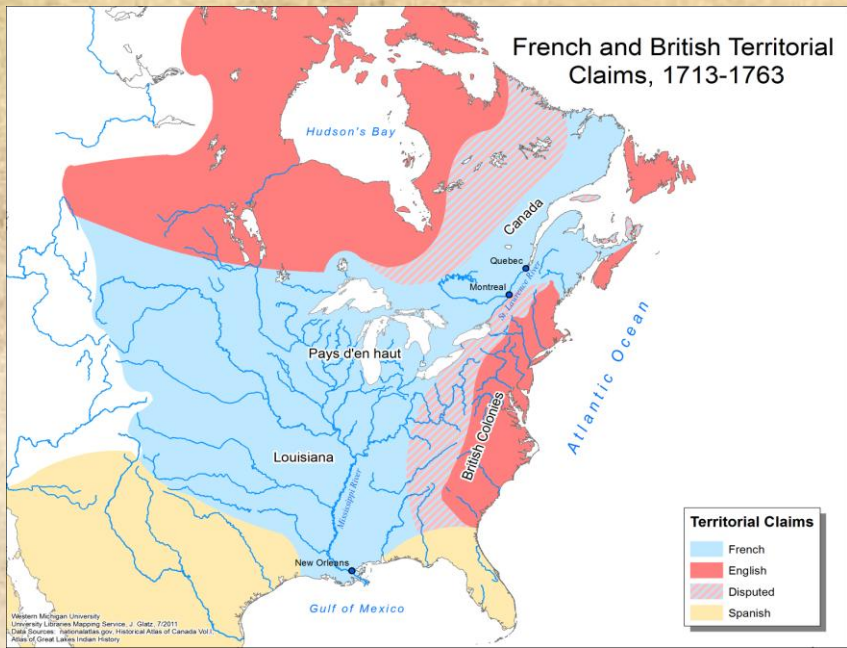 French and British Territorial
Claims, 1713-1763
Hudson's Bay
Canada
Quebec
Montreal
St. Lawrence River
Pays d'en haut
Atlantic Ocean
British Colonies
Louisiana
Mississippi River
New Orleans
Gulf of Mexico
Territorial Claims
French
English
Disputed
Spanish
Western Michigan University
University Libraries Mapping Service, J. Glatz, 7/2011
Data Sources: nationalatlas.gov, Historical Atlas of Canada Vol I,
Atlas of Great Lakes Indian History